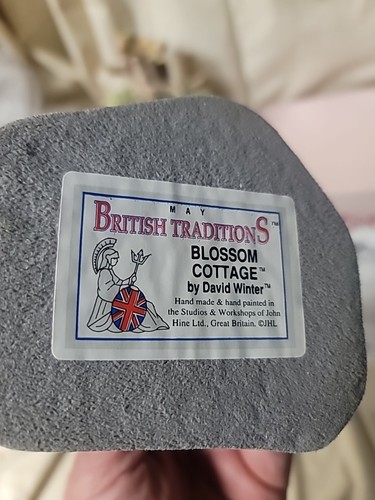 MAY
BRITISH TRADITIONS™
BLOSSOM
COTTAGE™
by David Winter™
Hand made & hand painted in
the Studios & Workshops of John
Hine Ltd., Great Britain. ©JHL